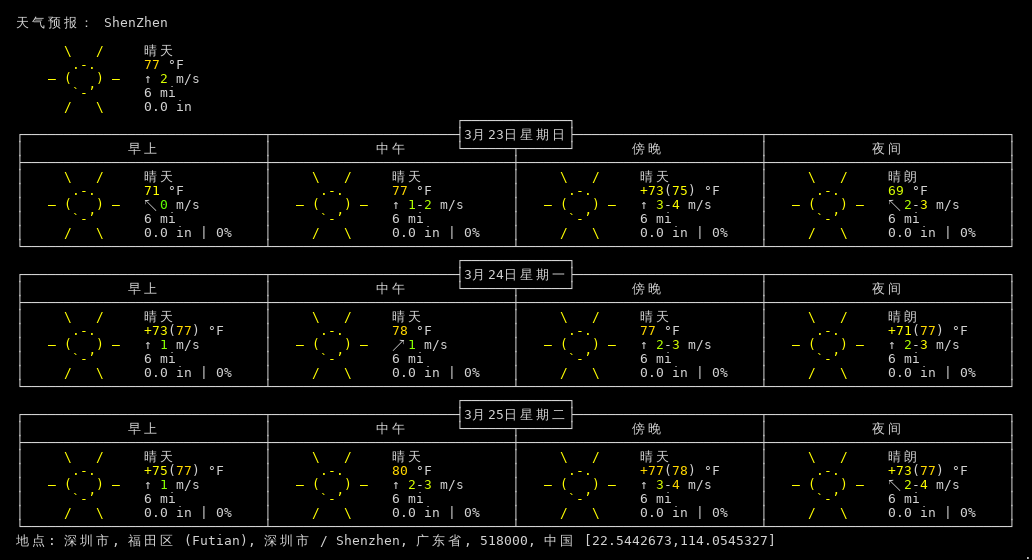 天气预报: ShenZhen
晴天
77 °F
↑ 2 m/s
6 mi
0.0 in
3月23日星期日
早上 中午 傍晚 夜间
晴天 晴天 晴天 晴朗
71 °F 77 °F +73(75) °F 69 °F
↖ 0 m/s ↑ 1-2 m/s ↑ 3-4 m/s ↖ 2-3 m/s
6 mi 6 mi 6 mi 6 mi
0.0 in | 0% 0.0 in | 0% 0.0 in | 0% 0.0 in | 0%
3月24日星期一
早上 中午 傍晚 夜间
晴天 晴天 晴天 晴朗
+73(77) °F 78 °F 77 °F +71(77) °F
↑ 1 m/s ↗ 1 m/s ↑ 2-3 m/s ↑ 2-3 m/s
6 mi 6 mi 6 mi 6 mi
0.0 in | 0% 0.0 in | 0% 0.0 in | 0% 0.0 in | 0%
3月25日星期二
早上 中午 傍晚 夜间
晴天 晴天 晴天 晴朗
+75(77) °F 80 °F +77(78) °F +73(77) °F
↑ 1 m/s ↑ 2-3 m/s ↑ 3-4 m/s ↖ 2-4 m/s
6 mi 6 mi 6 mi 6 mi
0.0 in | 0% 0.0 in | 0% 0.0 in | 0% 0.0 in | 0%
地点: 深圳市, 福田区 (Futian), 深圳市 / Shenzhen, 广东省, 518000, 中国 [22.5442673,114.0545327]